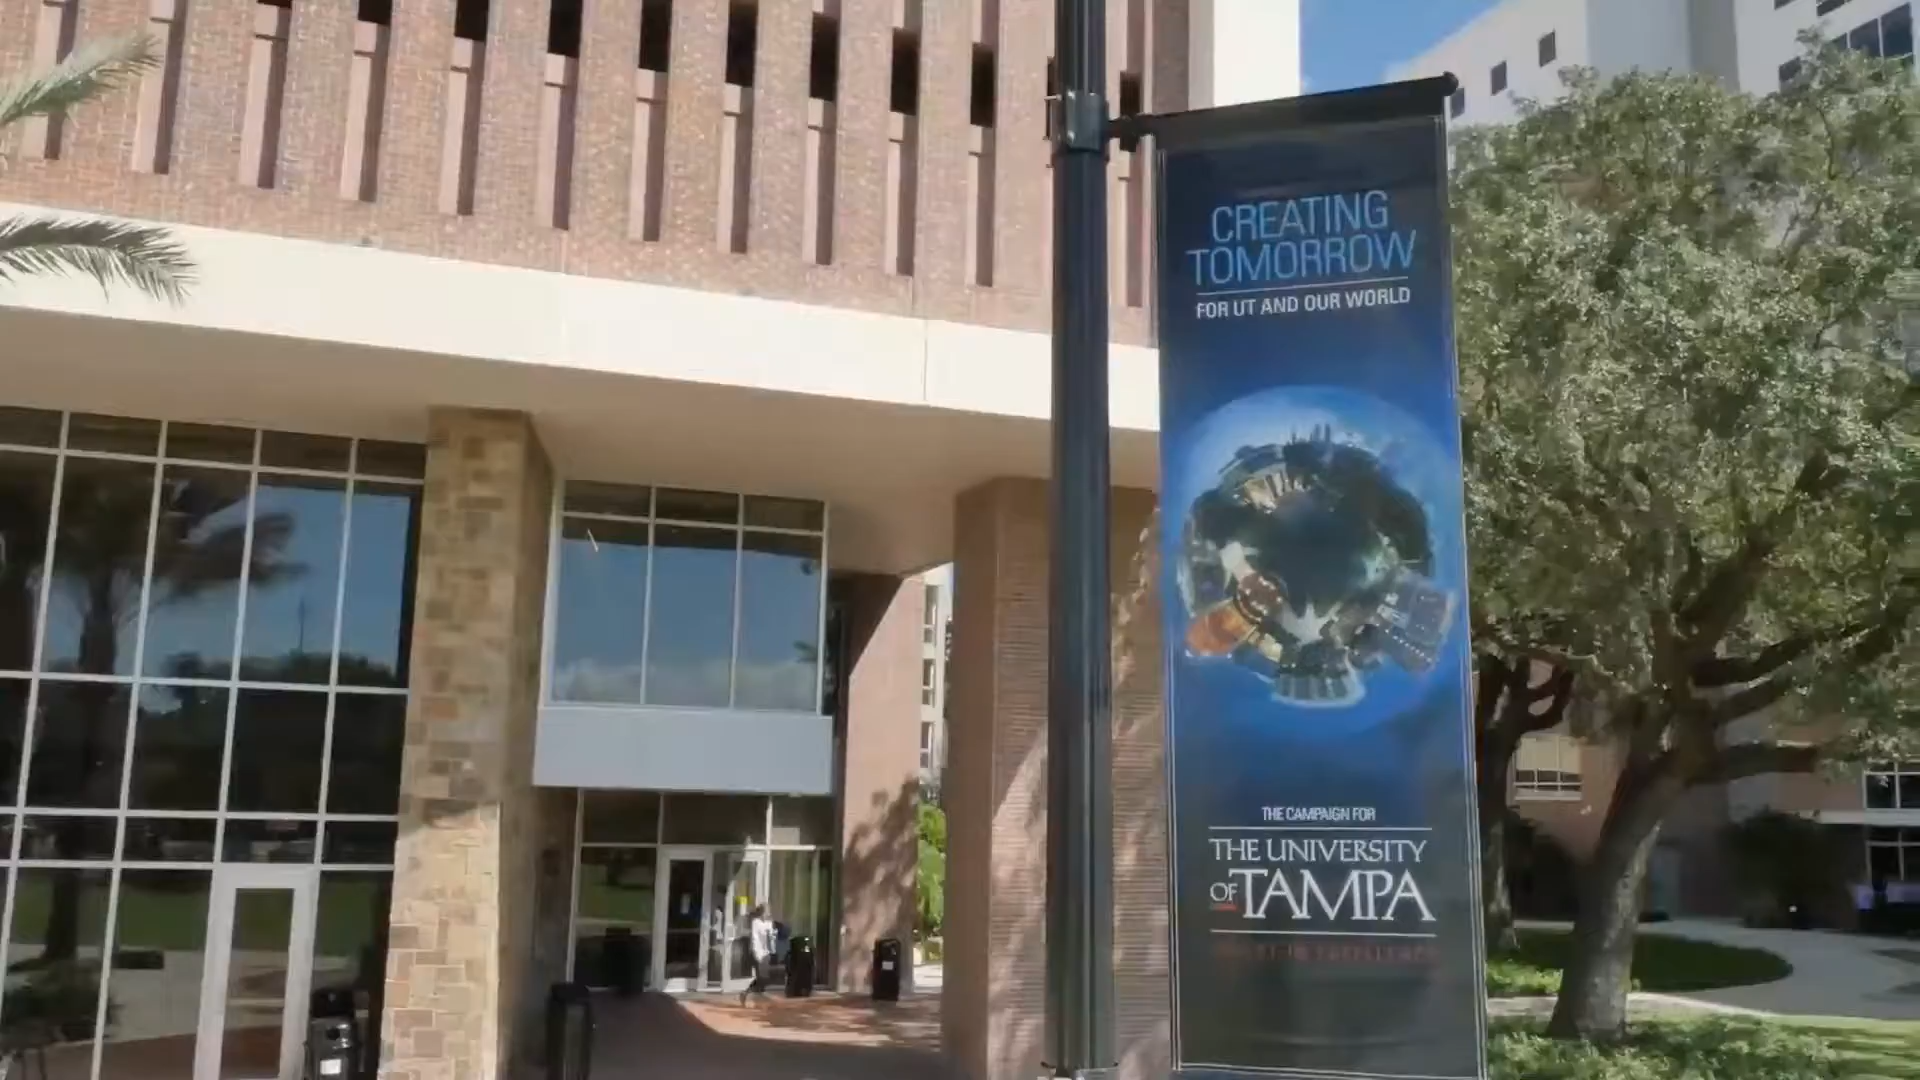 CREATING
TOMORROW
FOR UT AND OUR WORLD
THE CAMPAIGN FOR
THE UNIVERSITY
OF TAMPA